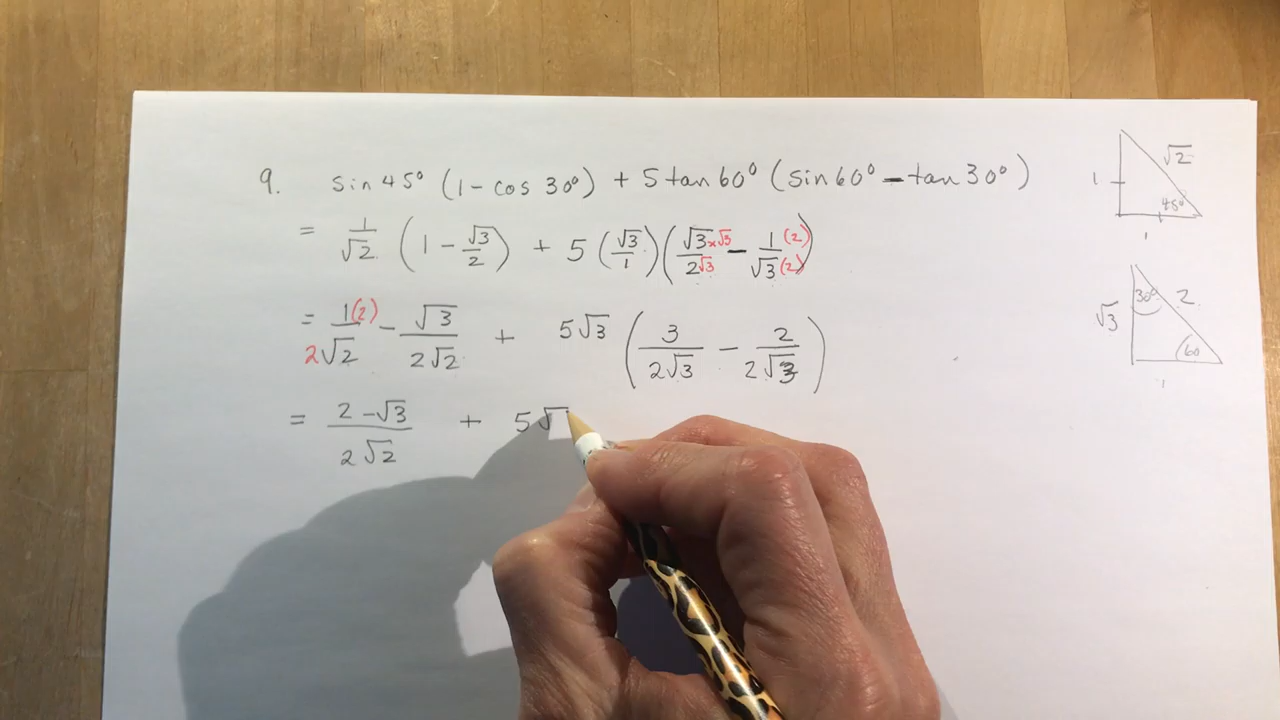 9. sin 45° (1 - cos 30°) + 5 tan 60° (sin 60° - tan 30°)
= 1/√2 (1 - √3/2) + 5 (√3/1) (√3 ×√3/2 √3 - 1 (2)/√3 (2))
= 1(2)/2√2 - √3/2√2 + 5√3 (3/2√3 - 2/2√3)
= 2 - √3/2√2 + 5√
1 √2 45° 1
√3 30° 2 60 1